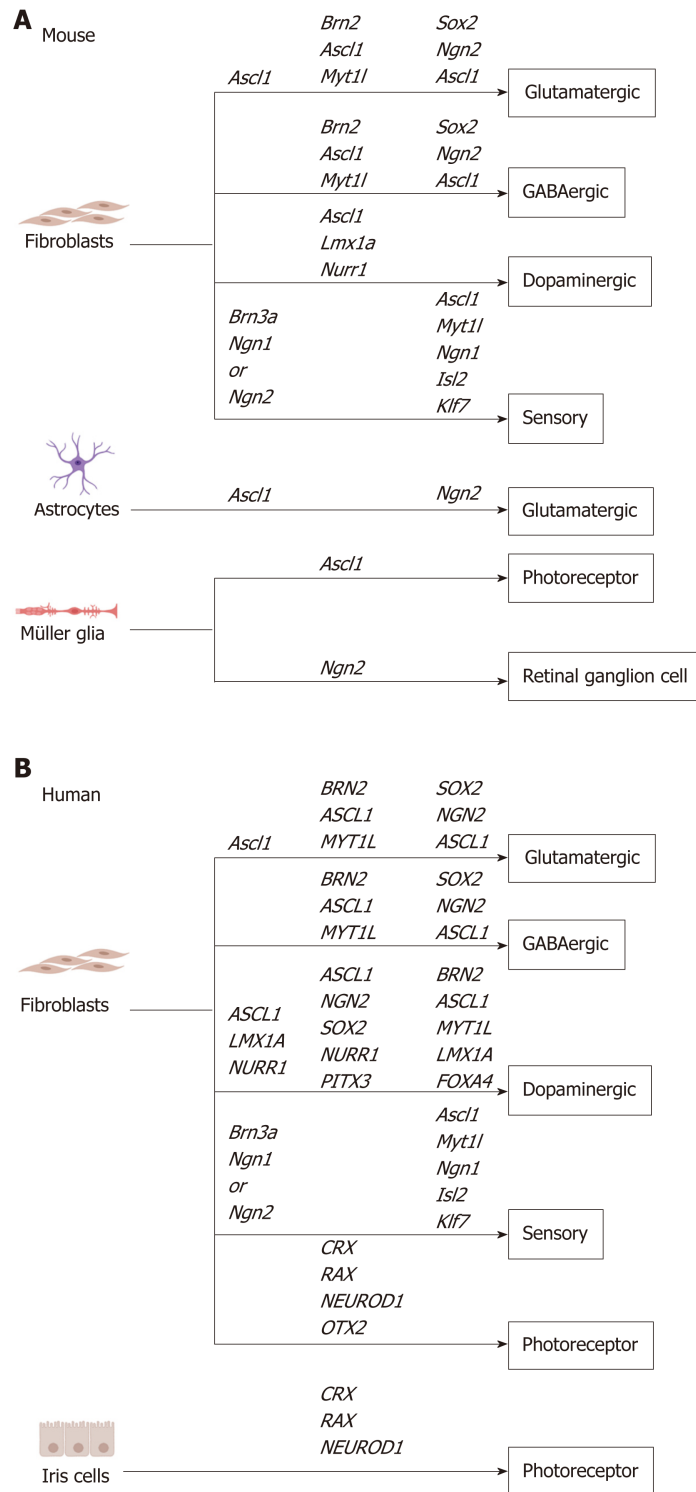 A
Mouse
Brn2 Sox2
Ascl1 Ngn2
Ascl1 Myt1l Ascl1
Glutamatergic
Brn2 Sox2
Ascl1 Ngn2
Myt1l Ascl1
GABAergic
Fibroblasts
Ascl1
Lmx1a
Nurr1
Dopaminergic
Brn3a
Ngn1
or
Ngn2
Ascl1
Myt1l
Ngn1
Isl2
Klf7
Sensory
Astrocytes
Ascl1 Ngn2
Glutamatergic
Müller glia
Ascl1
Photoreceptor
Ngn2
Retinal ganglion cell
B
Human
BRN2 SOX2
ASCL1 NGN2
Ascl1 MYT1L ASCL1
Glutamatergic
BRN2 SOX2
ASCL1 NGN2
MYT1L ASCL1
GABAergic
Fibroblasts
ASCL1
LMX1A
NURR1
ASCL1
NGN2
SOX2
NURR1
PITX3
BRN2
ASCL1
MYT1L
LMX1A
FOXA4
Dopaminergic
Brn3a
Ngn1
or
Ngn2
Ascl1
Myt1l
Ngn1
Isl2
Klf7
Sensory
CRX
RAX
NEUROD1
OTX2
Photoreceptor
CRX
RAX
NEUROD1
Iris cells
Photoreceptor